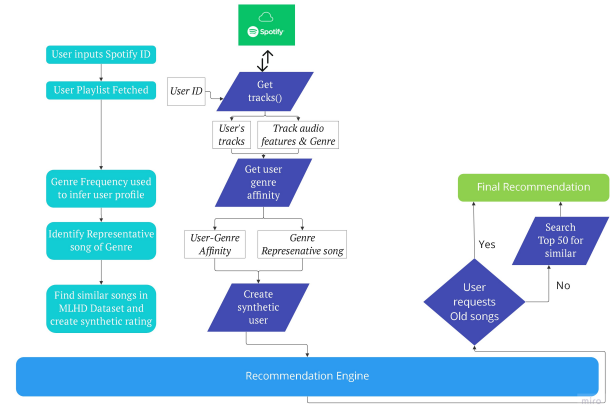 Spotify
User inputs Spotify ID
User Playlist Fetched
User ID
Get
tracks()
User's
tracks
Track audio
features & Genre
Genre Frequency used
to infer user profile
Get user
genre
affinity
Final Recommendation
Identify Representative
song of Genre
User-Genre
Affinity
Genre
Represenative song
Search
Top 50 for
similar
Yes
No
Find similar songs in
MLHD Dataset and
create synthetic rating
Create
synthetic
user
User
requests
Old songs
Recommendation Engine
miro